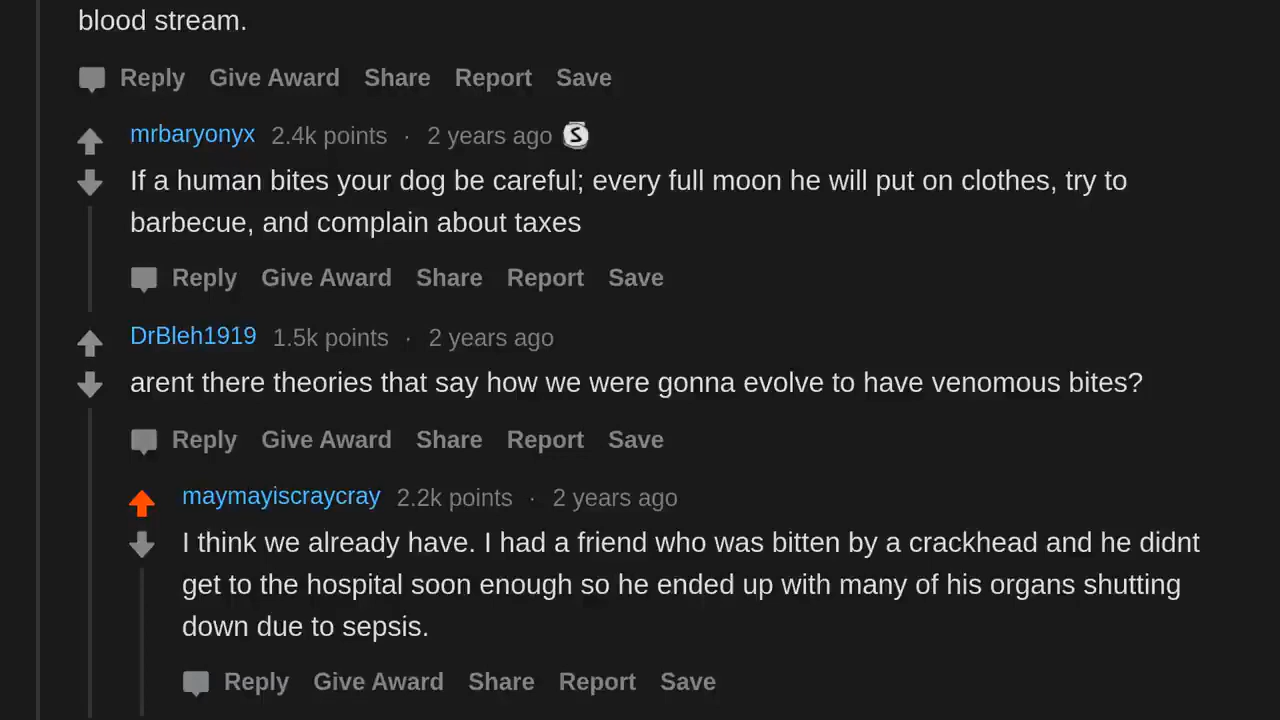 blood stream.
Reply Give Award Share Report Save
mrbaryonyx 2.4k points · 2 years ago S
If a human bites your dog be careful; every full moon he will put on clothes, try to
barbecue, and complain about taxes
Reply Give Award Share Report Save
DrBleh1919 1.5k points · 2 years ago
arent there theories that say how we were gonna evolve to have venomous bites?
Reply Give Award Share Report Save
maymayiscraycray 2.2k points · 2 years ago
I think we already have. I had a friend who was bitten by a crackhead and he didnt
get to the hospital soon enough so he ended up with many of his organs shutting
down due to sepsis.
Reply Give Award Share Report Save